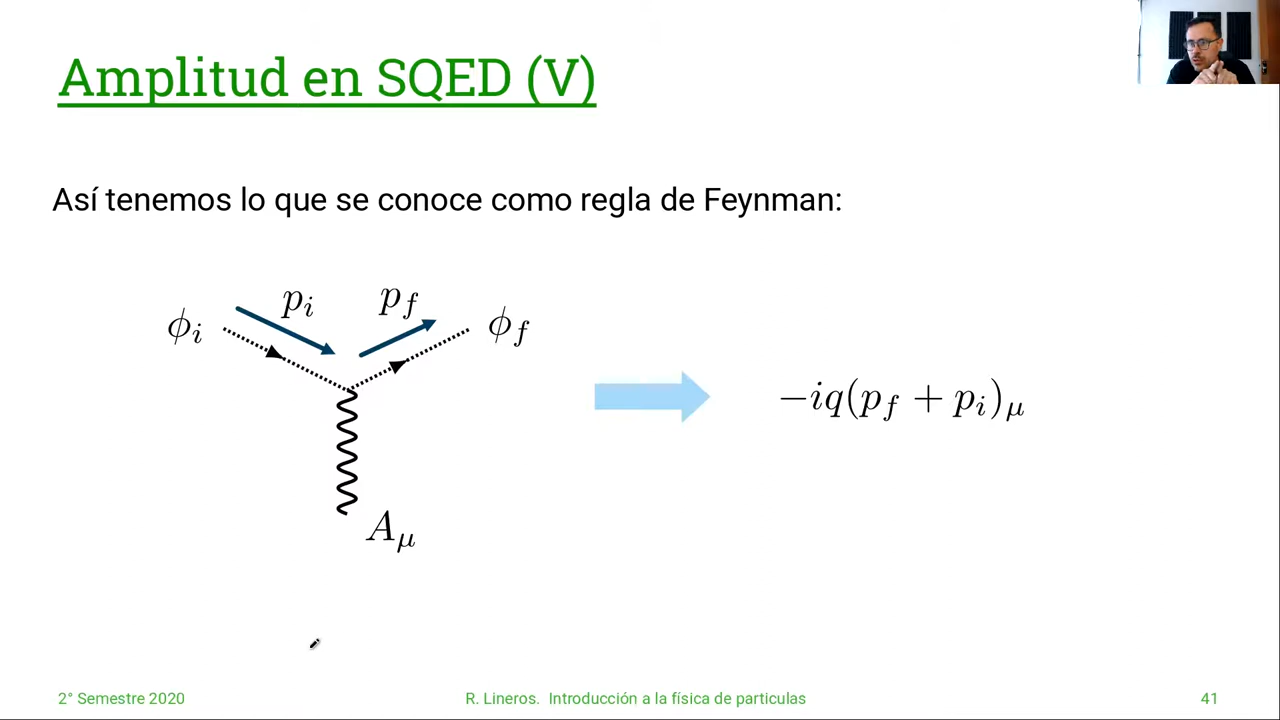 Amplitud en SQED (V)
Así tenemos lo que se conoce como regla de Feynman:
p_i
p_f
ϕ_i
ϕ_f
−iq(p_f + p_i)_μ
A_μ
2° Semestre 2020
R. Lineros. Introducción a la física de particulas
41